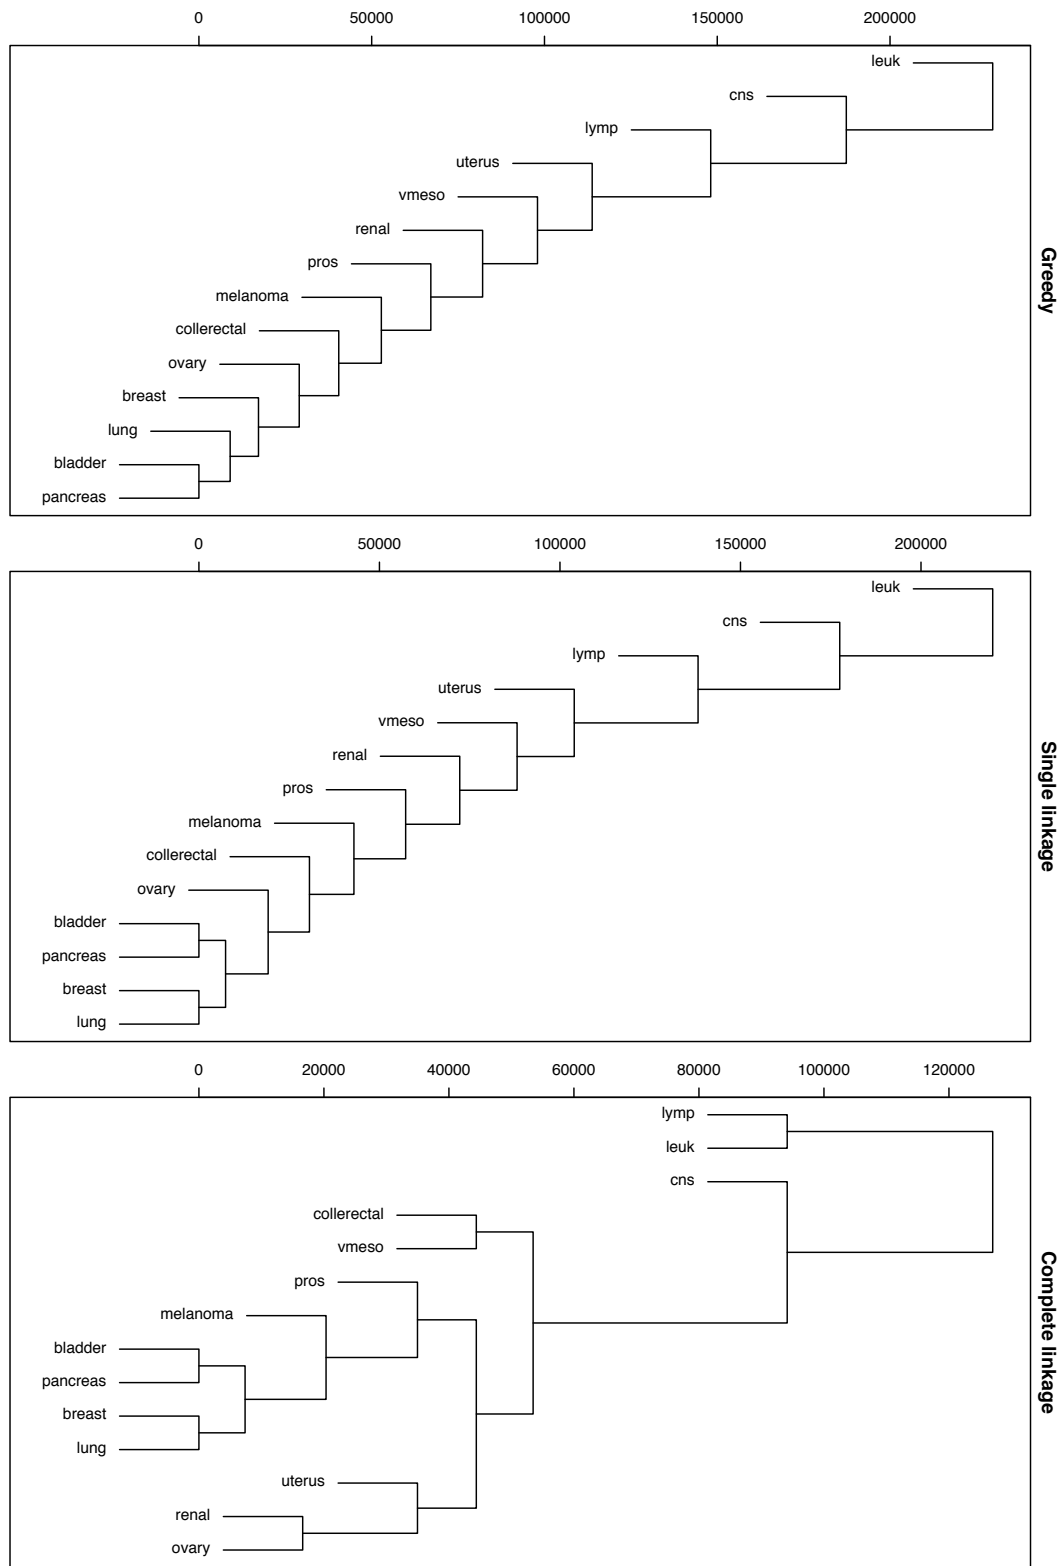 0 50000 100000 150000 200000
leuk
cns
lymp
uterus
vmeso
renal
pros
melanoma
collerectal
ovary
breast
lung
bladder
pancreas
Greedy
0 50000 100000 150000 200000
leuk
cns
lymp
uterus
vmeso
renal
pros
melanoma
collerectal
ovary
bladder
pancreas
breast
lung
Single linkage
0 20000 40000 60000 80000 100000 120000
lymp
leuk
cns
collerectal
vmeso
pros
melanoma
bladder
pancreas
breast
lung
uterus
renal
ovary
Complete linkage